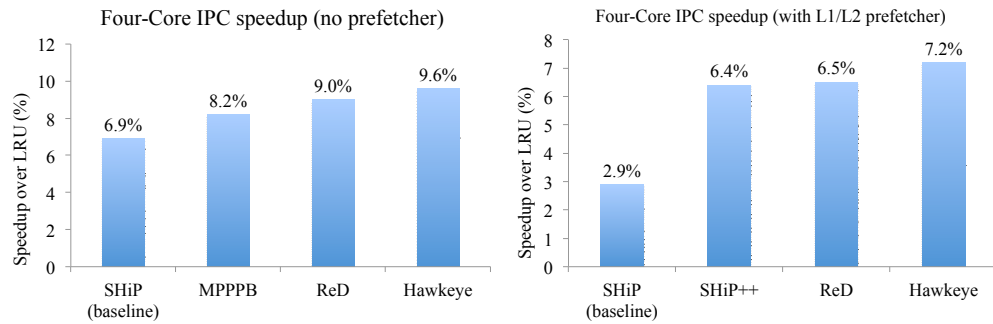 Four-Core IPC speedup (no prefetcher)
Speedup over LRU (%)
12
10
8
6
4
2
0
6.9%
8.2%
9.0%
9.6%
SHiP
(baseline)
MPPPB
ReD
Hawkeye
Four-Core IPC speedup (with L1/L2 prefetcher)
Speedup over LRU (%)
8
7
6
5
4
3
2
1
0
2.9%
6.4%
6.5%
7.2%
SHiP
(baseline)
SHiP++
ReD
Hawkeye